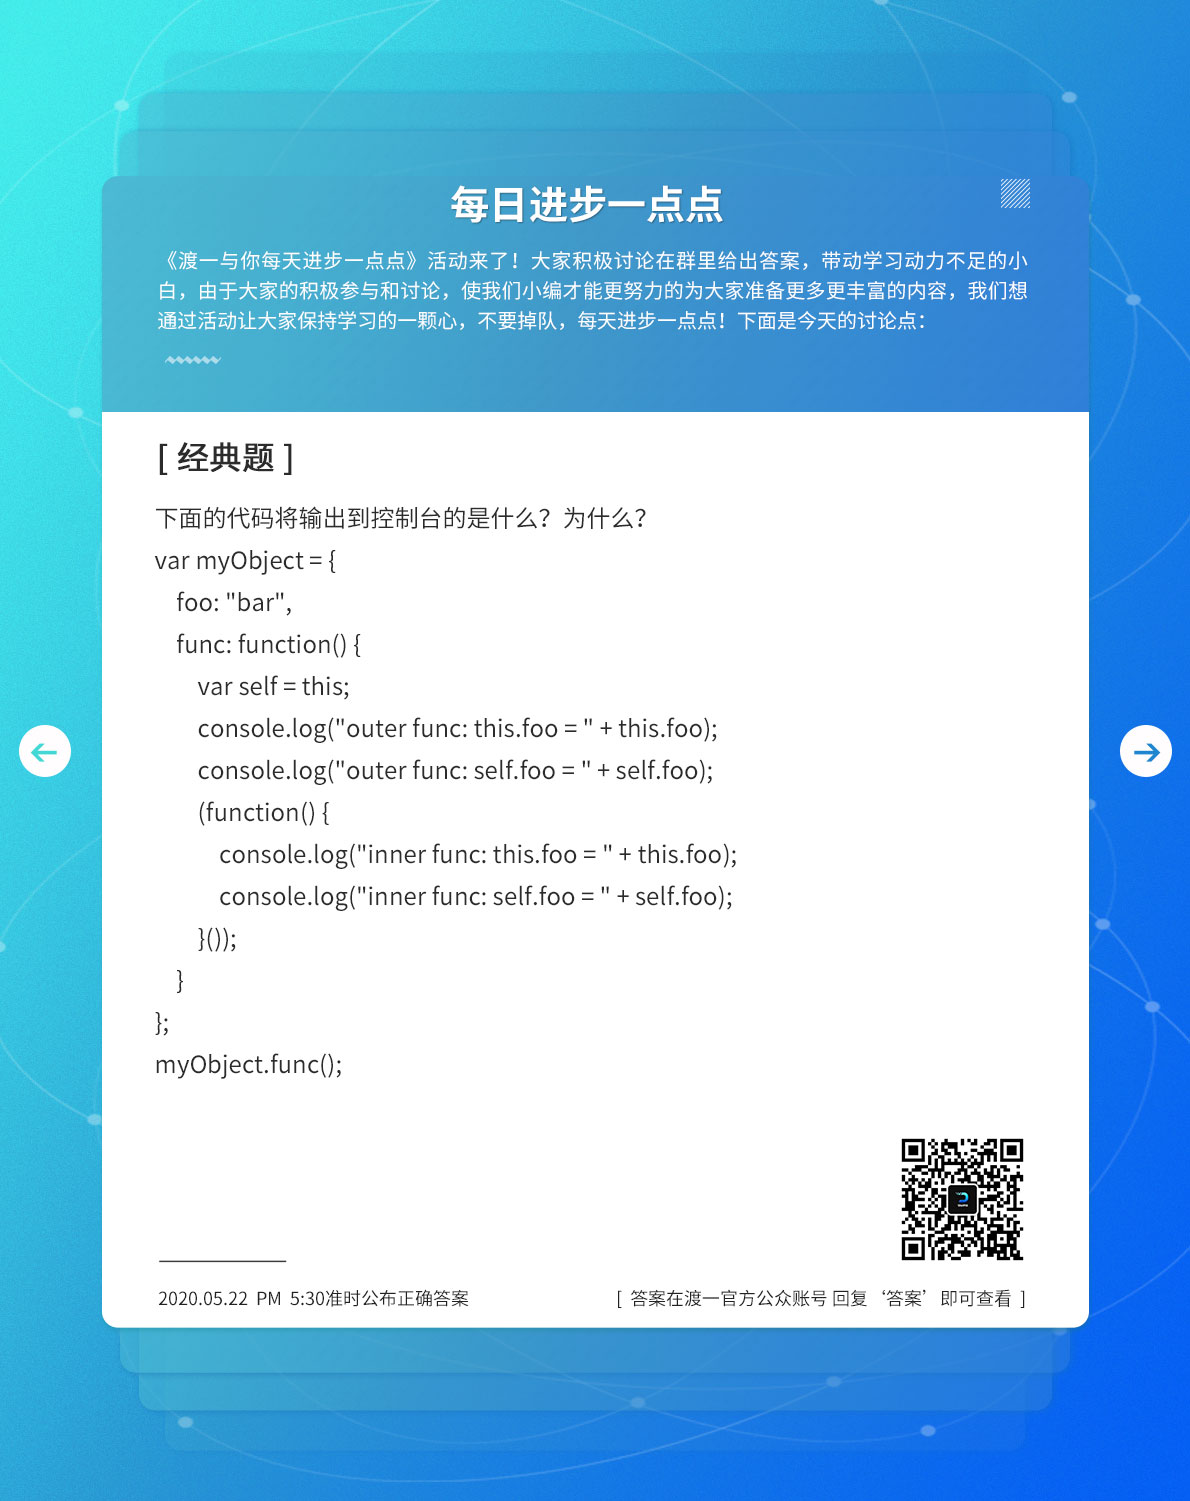 每日进步一点点
《渡一与你每天进步一点点》活动来了！大家积极讨论在群里给出答案，带动学习动力不足的小
白，由于大家的积极参与和讨论，使我们小编才能更努力的为大家准备更多更丰富的内容，我们想
通过活动让大家保持学习的一颗心，不要掉队，每天进步一点点！下面是今天的讨论点：
[ 经典题 ]
下面的代码将输出到控制台的是什么？为什么？
var myObject = {
    foo: "bar",
    func: function() {
        var self = this;
        console.log("outer func: this.foo = " + this.foo);
        console.log("outer func: self.foo = " + self.foo);
        (function() {
            console.log("inner func: this.foo = " + this.foo);
            console.log("inner func: self.foo = " + self.foo);
        }());
    }
};
myObject.func();
2020.05.22 PM 5:30准时公布正确答案
[ 答案在渡一官方公众账号 回复‘答案’即可查看 ]